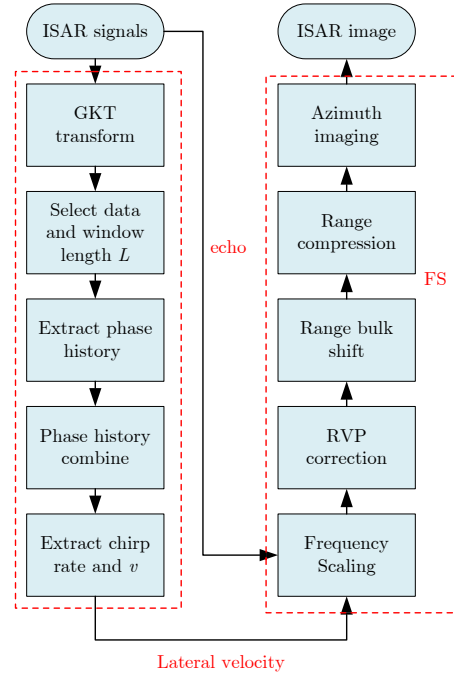 ISAR signals
GKT
transform
Select data
and window
length L
Extract phase
history
Phase history
combine
Extract chirp
rate and v
Lateral velocity
echo
ISAR image
Azimuth
imaging
Range
compression
FS
Range bulk
shift
RVP
correction
Frequency
Scaling